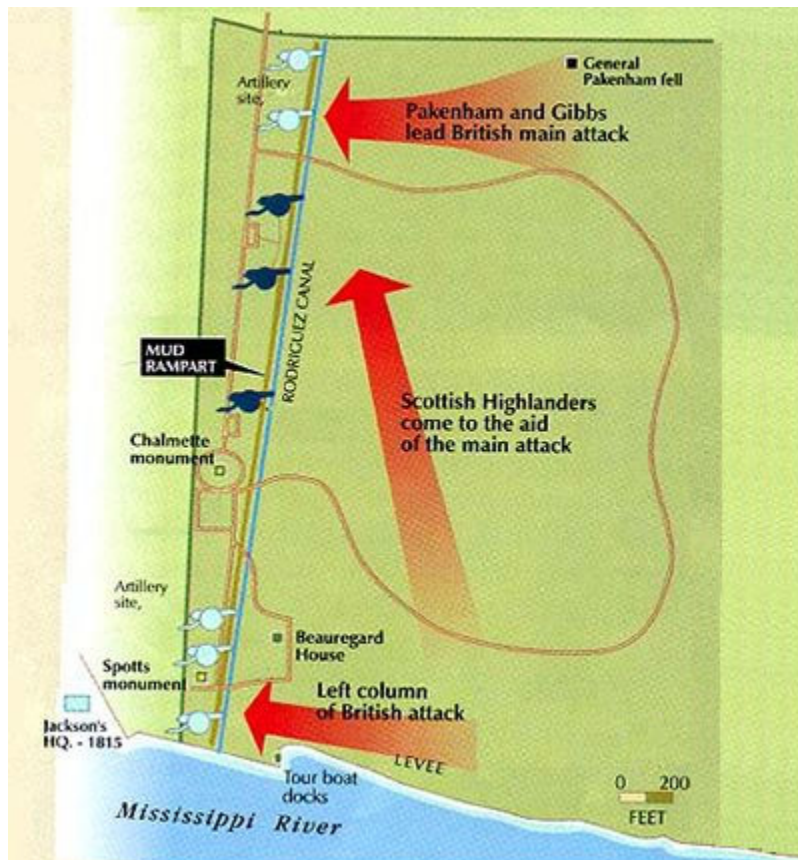 Artillery
site,
General
Pakenham fell
Pakenham and Gibbs
lead British main attack
RODRIGUEZ CANAL
MUD
RAMPART
Scottish Highlanders
come to the aid
of the main attack
Chalmette
monument
Artillery
site,
Beauregard
House
Spotts
monument
Left column
of British attack
Jackson's
HQ. - 1815
LEVEE
Tour boat
docks
0 200
FEET
Mississippi River